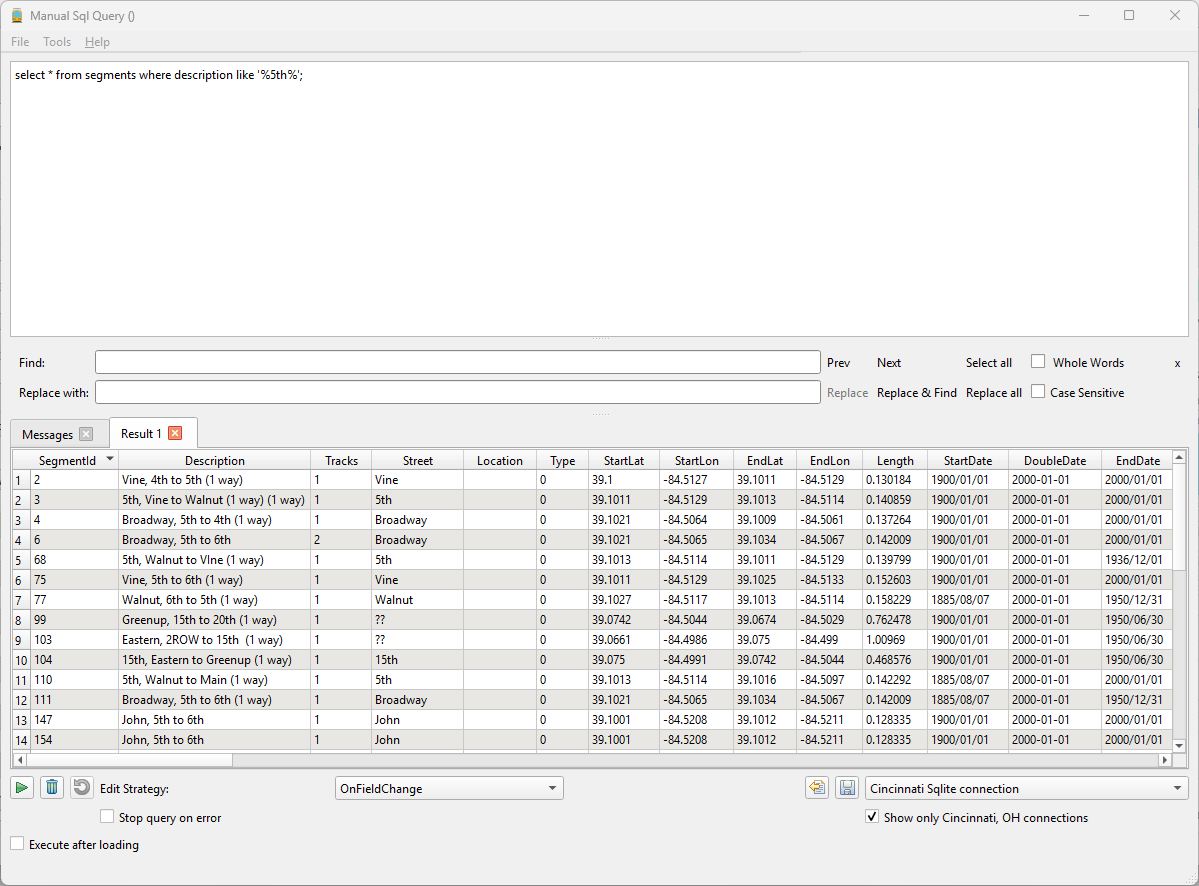 Manual Sql Query ()
File Tools Help
select * from segments where description like '%5th%';
Find: Prev Next Select all Whole Words x
Replace with: Replace Replace & Find Replace all Case Sensitive
Messages Result 1
SegmentId Description Tracks Street Location Type StartLat StartLon EndLat EndLon Length StartDate DoubleDate EndDate
1 2 Vine, 4th to 5th (1 way) 1 Vine 0 39.1 -84.5127 39.1011 -84.5129 0.130184 1900/01/01 2000-01-01 2000/01/01
2 3 5th, Vine to Walnut (1 way) (1 way) 1 5th 0 39.1011 -84.5129 39.1013 -84.5114 0.140859 1900/01/01 2000-01-01 2000/01/01
3 4 Broadway, 5th to 4th (1 way) 1 Broadway 0 39.1021 -84.5064 39.1009 -84.5061 0.137264 1900/01/01 2000-01-01 2000/01/01
4 6 Broadway, 5th to 6th 2 Broadway 0 39.1021 -84.5065 39.1034 -84.5067 0.142009 1900/01/01 2000-01-01 2000/01/01
5 68 5th, Walnut to VIne (1 way) 1 5th 0 39.1013 -84.5114 39.1011 -84.5129 0.139799 1900/01/01 2000-01-01 1936/12/01
6 75 Vine, 5th to 6th (1 way) 1 Vine 0 39.1011 -84.5129 39.1025 -84.5133 0.152603 1900/01/01 2000-01-01 2000/01/01
7 77 Walnut, 6th to 5th (1 way) 1 Walnut 0 39.1027 -84.5117 39.1013 -84.5114 0.158229 1885/08/07 2000-01-01 1950/12/31
8 99 Greenup, 15th to 20th (1 way) 1 ?? 0 39.0742 -84.5044 39.0674 -84.5029 0.762478 1900/01/01 2000-01-01 1950/06/30
9 103 Eastern, 2ROW to 15th  (1 way) 1 ?? 0 39.0661 -84.4986 39.075 -84.499 1.00969 1900/01/01 2000-01-01 1950/06/30
10 104 15th, Eastern to Greenup (1 way) 1 15th 0 39.075 -84.4991 39.0742 -84.5044 0.468576 1900/01/01 2000-01-01 1950/06/30
11 110 5th, Walnut to Main (1 way) 1 5th 0 39.1013 -84.5114 39.1016 -84.5097 0.142292 1885/08/07 2000-01-01 2000/01/01
12 111 Broadway, 5th to 6th (1 way) 1 Broadway 0 39.1021 -84.5065 39.1034 -84.5067 0.142009 1885/08/07 2000-01-01 1950/12/31
13 147 John, 5th to 6th 1 John 0 39.1001 -84.5208 39.1012 -84.5211 0.128335 1900/01/01 2000-01-01 2000/01/01
14 154 John, 5th to 6th 1 John 0 39.1001 -84.5208 39.1012 -84.5211 0.128335 1900/01/01 2000-01-01 2000/01/01
Edit Strategy: OnFieldChange Cincinnati Sqlite connection
Stop query on error Show only Cincinnati, OH connections
Execute after loading